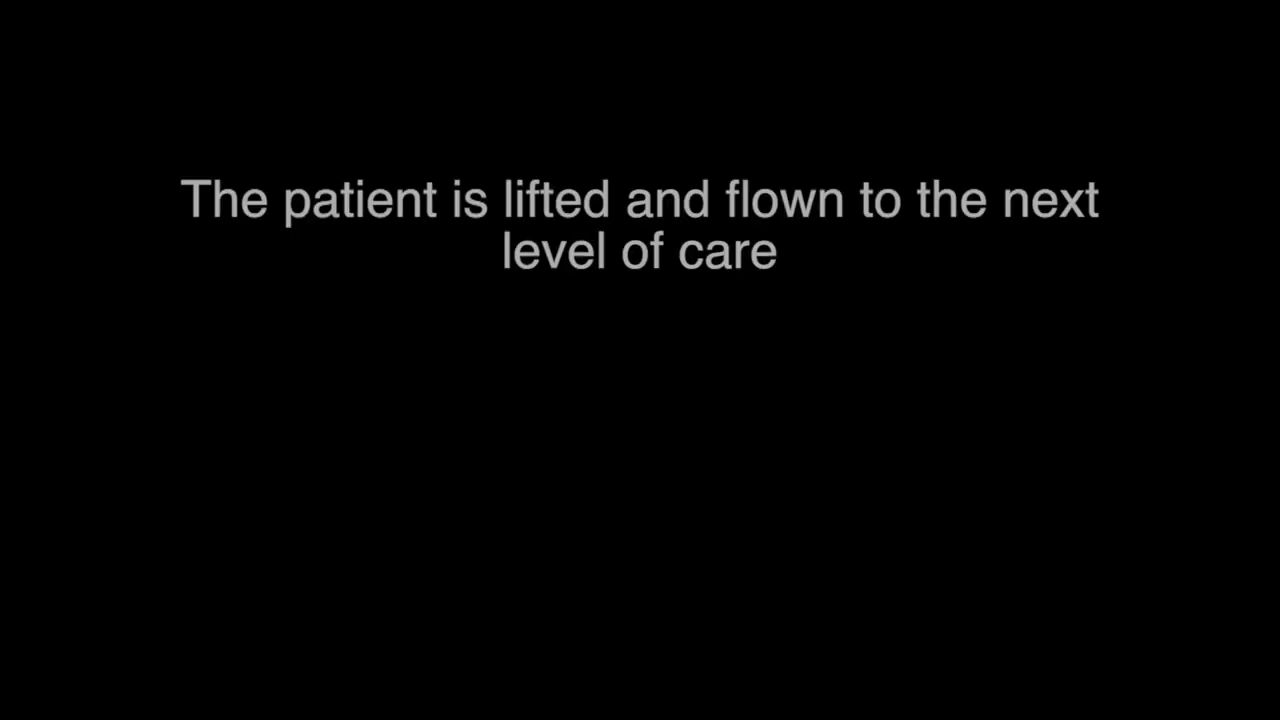 The patient is lifted and flown to the next
level of care